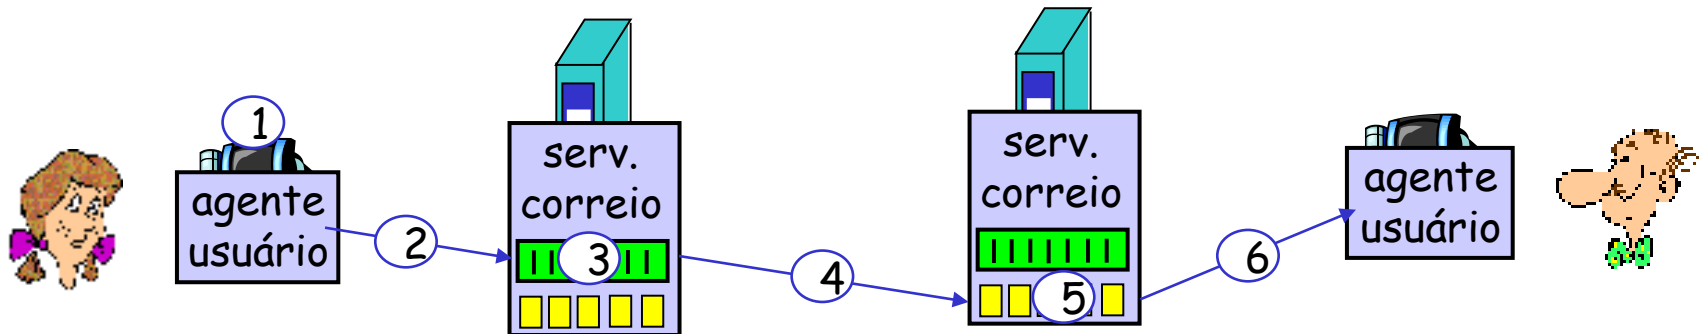 1
agente
usuário
2
serv.
correio
3
4
serv.
correio
5
6
agente
usuário